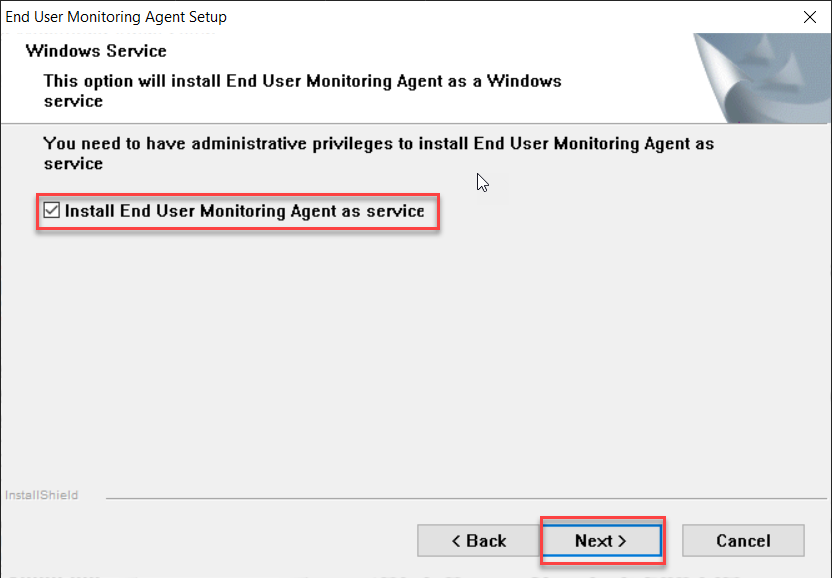 End User Monitoring Agent Setup
Windows Service
This option will install End User Monitoring Agent as a Windows
service
You need to have administrative privileges to install End User Monitoring Agent as
service
Install End User Monitoring Agent as service
InstallShield
< Back
Next >
Cancel